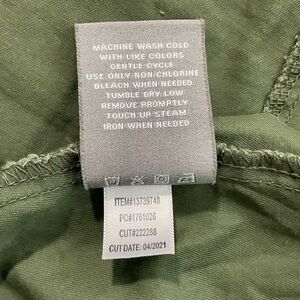 MACHINE WASH COLD
WITH LIKE COLORS
GENTLE CYCLE
USE ONLY NON-CHLORINE
BLEACH WHEN NEEDED
TUMBLE DRY LOW
REMOVE PROMPTLY
TOUCH UP STEAM
IRON WHEN NEEDED
ITEM#13739748
PO#1761026
CUT#222288
CUT DATE: 04/2021